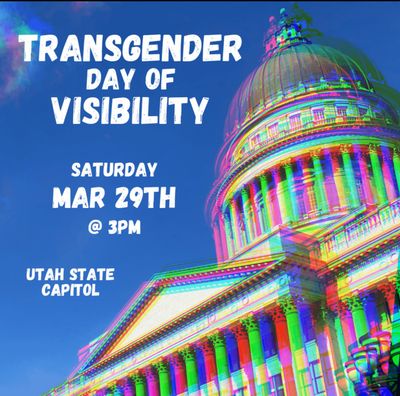 TRANSGENDER
DAY OF
VISIBILITY
SATURDAY
MAR 29TH
@ 3PM
UTAH STATE
CAPITOL